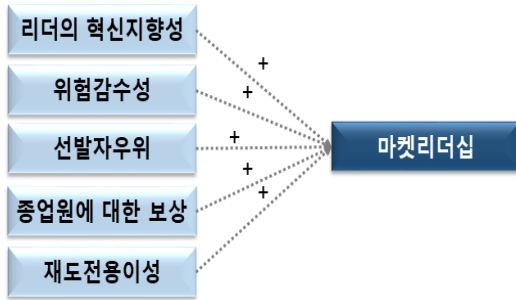 리더의 혁신지향성
+
위험감수성
+
선발자우위
+
마켓리더십
종업원에 대한 보상
+
재도전용이성
+